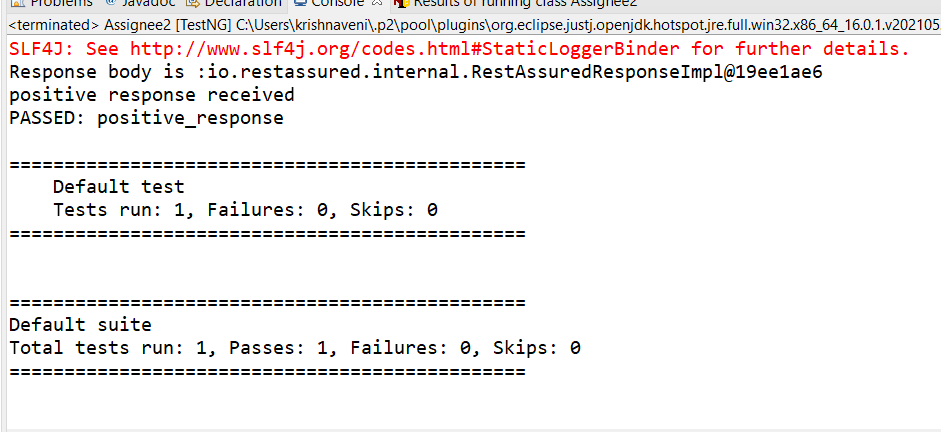 Problems @ Javadoc Declaration Console Results of running class Assignee2
<terminated> Assignee2 [TestNG] C:\Users\krishnaveni\.p2\pool\plugins\org.eclipse.justj.openjdk.hotspot.jre.full.win32.x86_64_16.0.1.v202105
SLF4J: See http://www.slf4j.org/codes.html#StaticLoggerBinder for further details.
Response body is :io.restassured.internal.RestAssuredResponseImpl@19ee1ae6
positive response received
PASSED: positive_response
===============================================
Default test
Tests run: 1, Failures: 0, Skips: 0
===============================================
===============================================
Default suite
Total tests run: 1, Passes: 1, Failures: 0, Skips: 0
===============================================